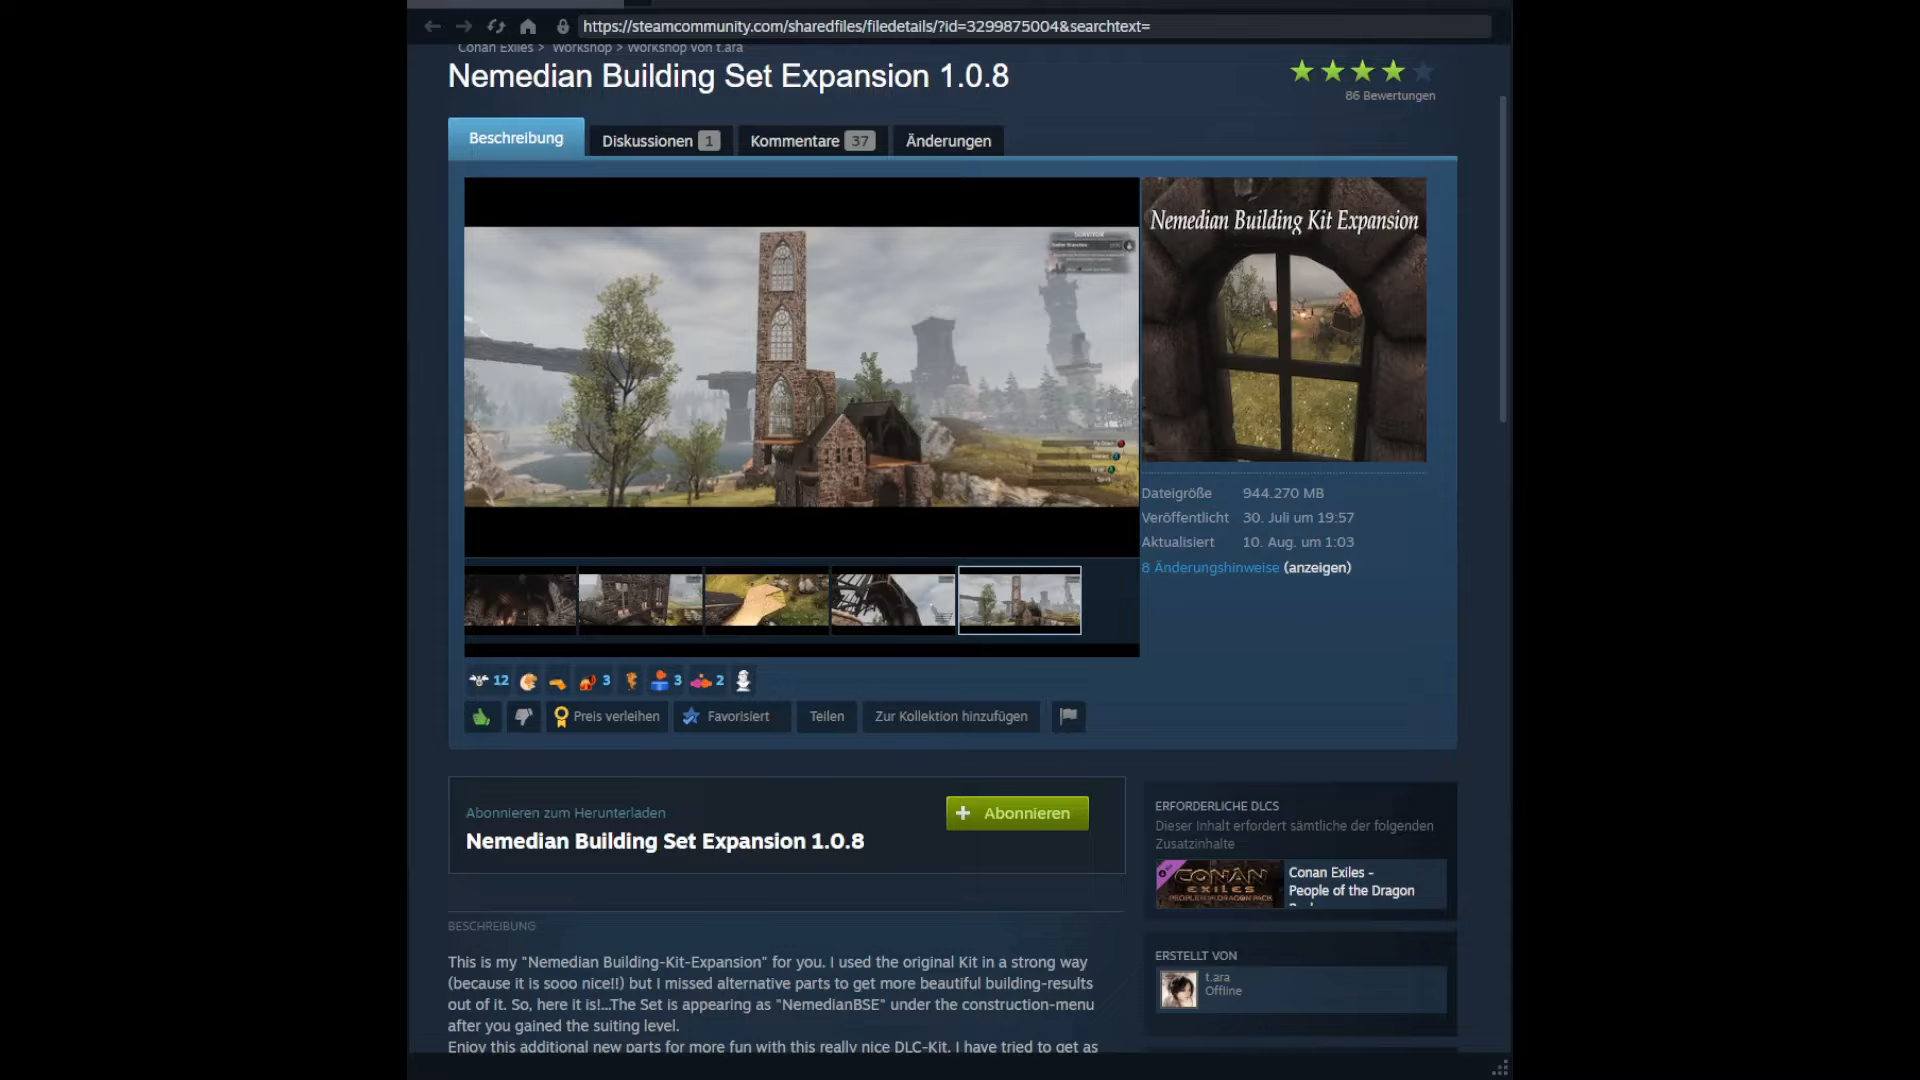 https://steamcommunity.com/sharedfiles/filedetails/?id=3299875004&searchtext=
Conan Exiles > Workshop > Workshop von t.ara
Nemedian Building Set Expansion 1.0.8
86 Bewertungen
Beschreibung
Diskussionen 1
Kommentare 37
Änderungen
Nemedian Building Kit Expansion
Dateigröße 944.270 MB
Veröffentlicht 30. Juli um 19:57
Aktualisiert 10. Aug. um 1:03
8 Änderungshinweise (anzeigen)
12
3
3
2
Preis verleihen
Favorisiert
Teilen
Zur Kollektion hinzufügen
Abonnieren zum Herunterladen
Nemedian Building Set Expansion 1.0.8
Abonnieren
ERFORDERLICHE DLCS
Dieser Inhalt erfordert sämtliche der folgenden
Zusatzinhalte
CONAN
EXILES
Conan Exiles -
People of the Dragon
ERSTELLT VON
t.ara
Offline
BESCHREIBUNG
This is my "Nemedian Building-Kit-Expansion" for you. I used the original Kit in a strong way
(because it is sooo nice!!) but I missed alternative parts to get more beautiful building-results
out of it. So, here it is!...The Set is appearing as "NemedianBSE" under the construction-menu
after you gained the suiting level.
Enjoy this additional new parts for more fun with this really nice DLC-Kit. I have tried to get as